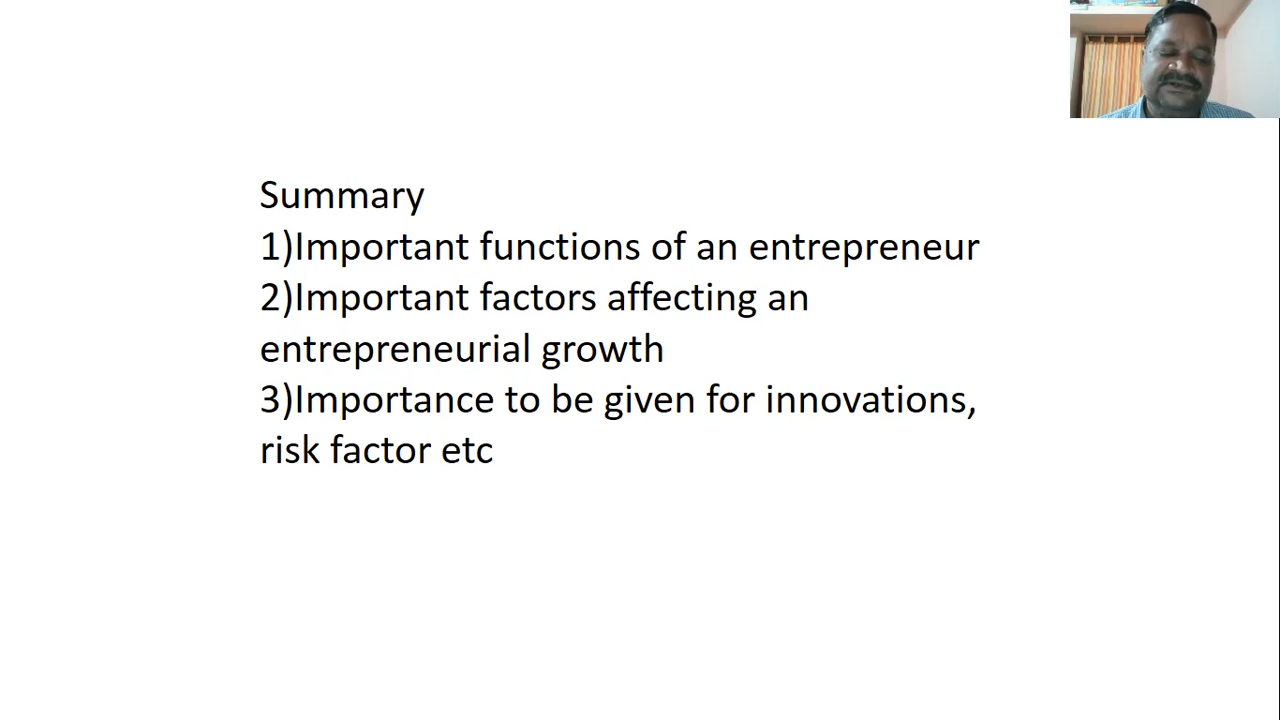 Summary
1)Important functions of an entrepreneur
2)Important factors affecting an
entrepreneurial growth
3)Importance to be given for innovations,
risk factor etc